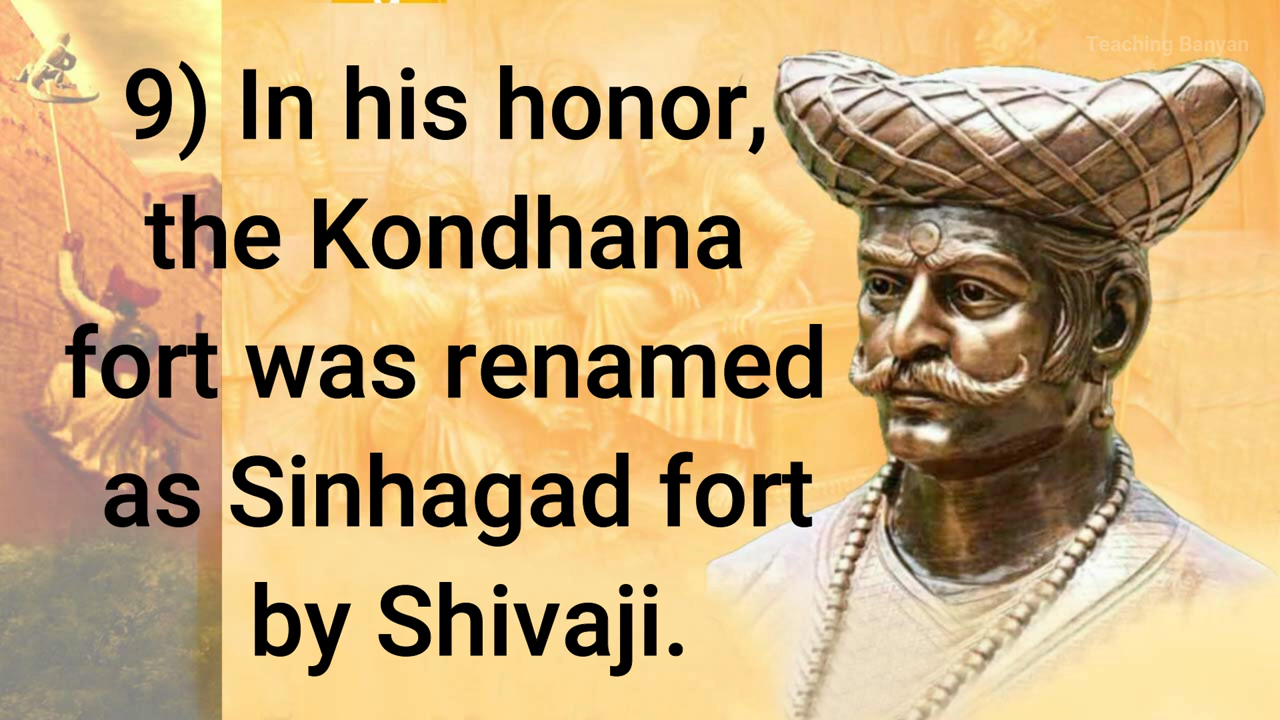 Teaching Banyan
9) In his honor,
the Kondhana
fort was renamed
as Sinhagad fort
by Shivaji.